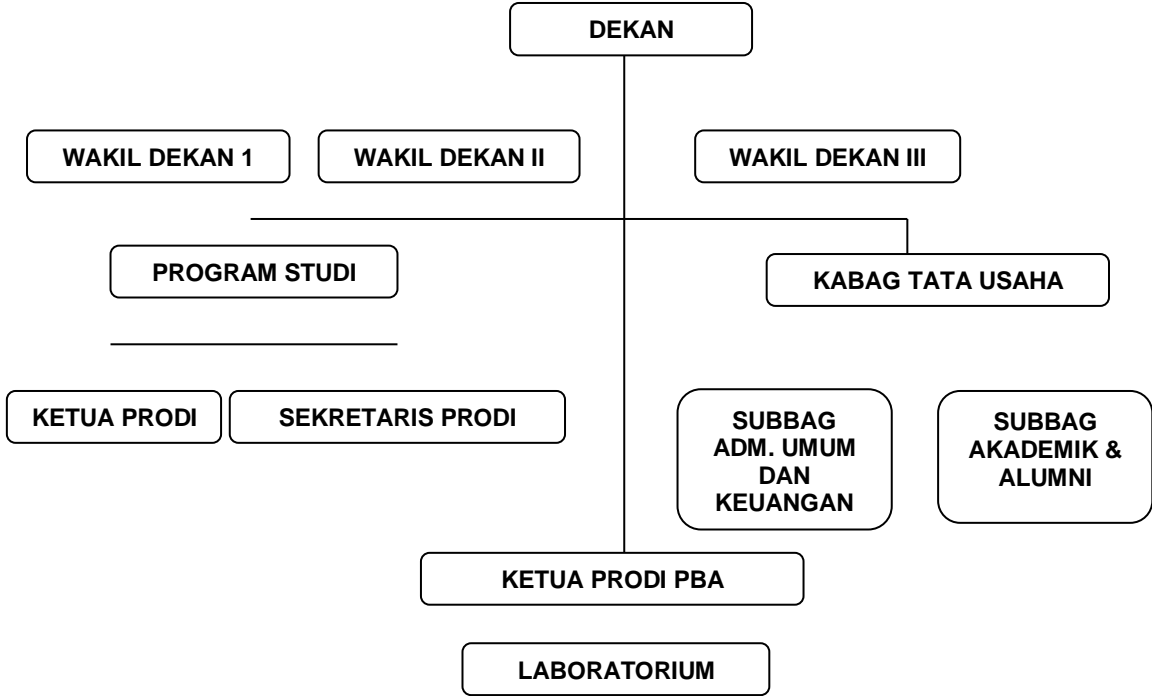 DEKAN
WAKIL DEKAN 1
WAKIL DEKAN II
WAKIL DEKAN III
PROGRAM STUDI
KABAG TATA USAHA
KETUA PRODI
SEKRETARIS PRODI
SUBBAG
ADM. UMUM
DAN
KEUANGAN
SUBBAG
AKADEMIK &
ALUMNI
KETUA PRODI PBA
LABORATORIUM